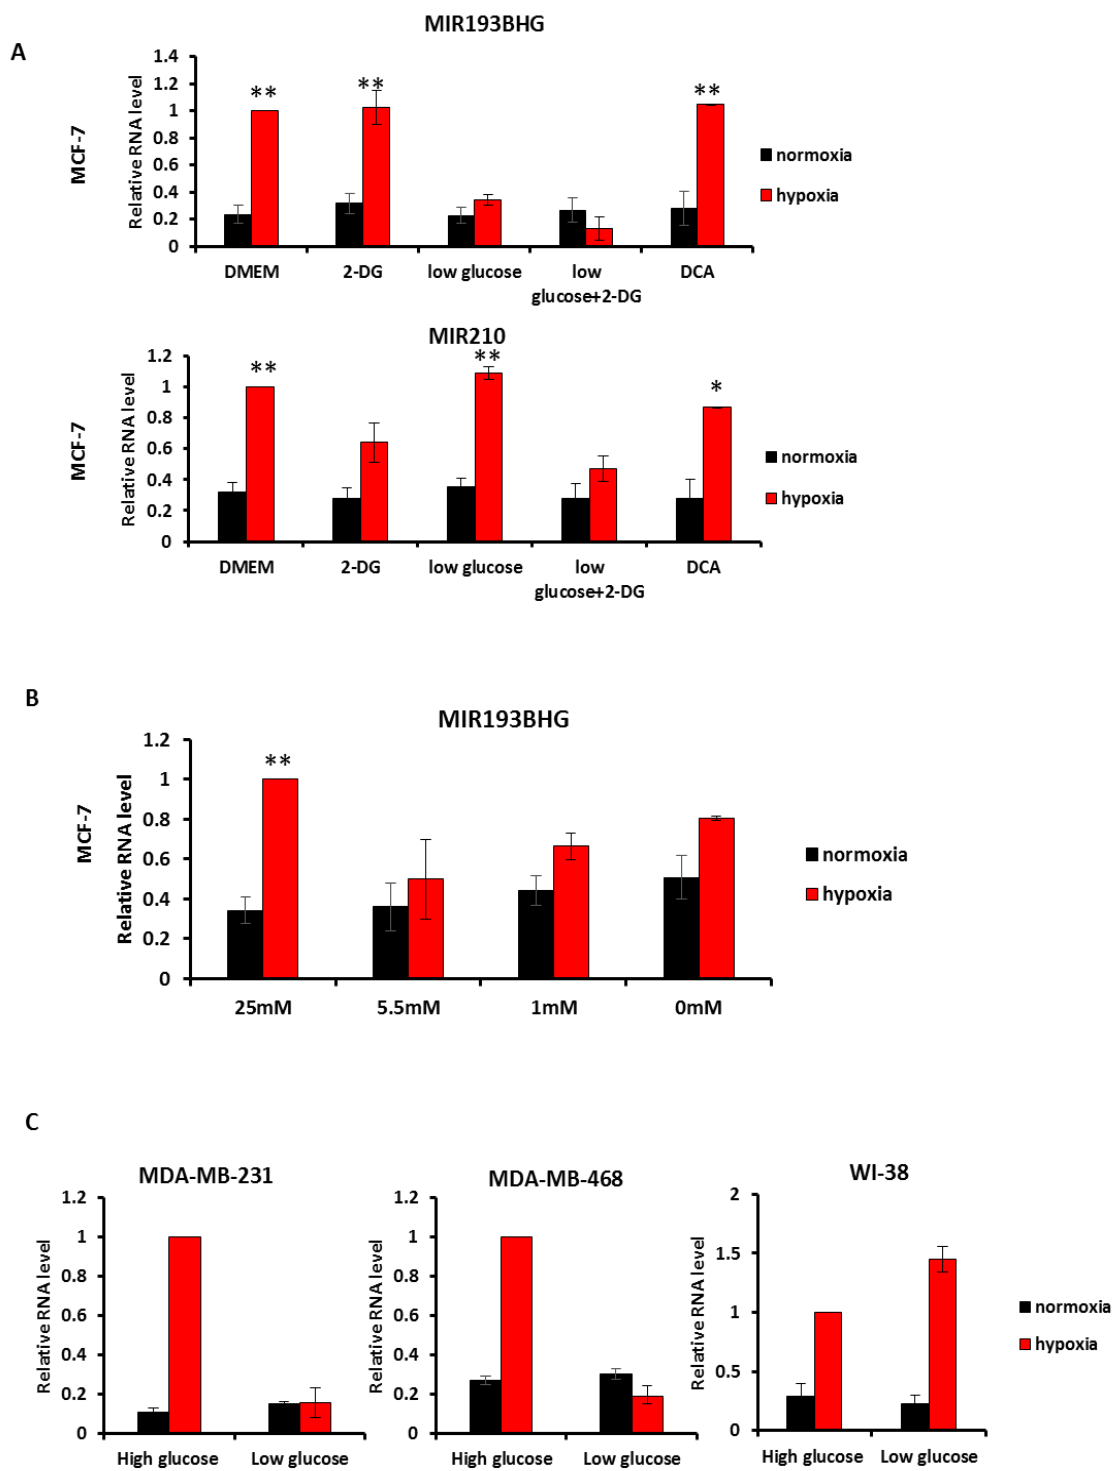 MIR193BHG
A
MCF-7
Relative RNA level
1.4
1.2
1
0.8
0.6
0.4
0.2
0
** ** **
DMEM 2-DG low glucose low glucose+2-DG DCA
normoxia
hypoxia
MIR210
MCF-7
Relative RNA level
1.2
1
0.8
0.6
0.4
0.2
0
** ** *
DMEM 2-DG low glucose low glucose+2-DG DCA
normoxia
hypoxia
B
MIR193BHG
MCF-7
Relative RNA level
1.2
1
0.8
0.6
0.4
0.2
0
**
25mM 5.5mM 1mM 0mM
normoxia
hypoxia
C
MDA-MB-231
Relative RNA level
1.2
1
0.8
0.6
0.4
0.2
0
High glucose Low glucose
MDA-MB-468
Relative RNA level
1.2
1
0.8
0.6
0.4
0.2
0
High glucose Low glucose
WI-38
Relative RNA level
2
1.5
1
0.5
0
High glucose Low glucose
normoxia
hypoxia